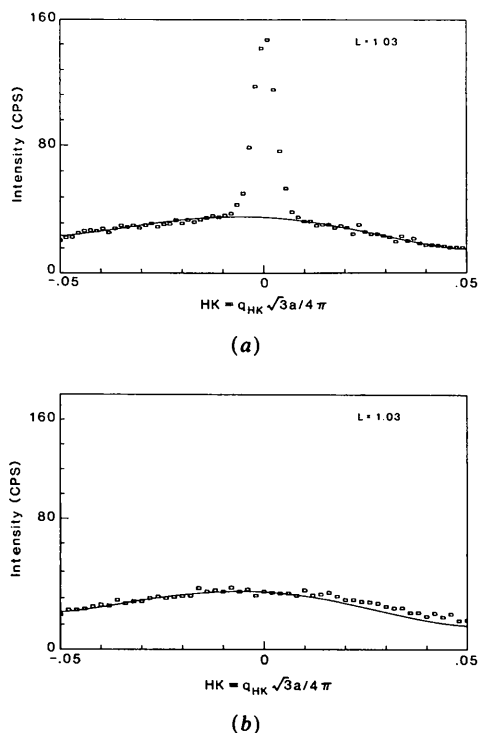 160
L = 1.03
80
Intensity (CPS)
0
-.05
0
.05
HK = q_HK √3a/4π
(a)
160
L = 1.03
80
Intensity (CPS)
0
-.05
0
.05
HK = q_HK √3a/4π
(b)